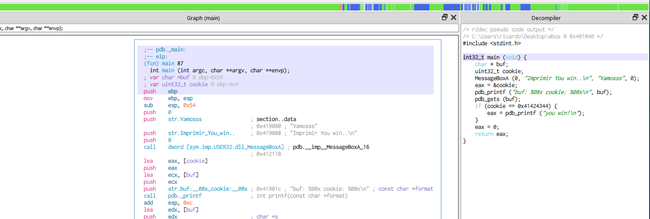 Graph (main)
Decompiler
c, char **argv, char **envp);
;-- pdb._main:
;-- eip:
(fcn) main 87
int main (int argc, char **argv, char **envp);
; var char *buf @ ebp-0x54
; var uint32_t cookie @ ebp-0x4
push ebp
mov ebp, esp
sub esp, 0x54
push 0
push str.Vamosss ; section..data
; 0x419000 ; "Vamosss"
push str.Imprimir_You_win.. ; 0x419008 ; "Imprimir You win..\n"
push 0
call dword [sym.imp.USER32.dll_MessageBoxA] ; pdb.__imp__MessageBoxA_16
; 0x412110
lea eax, [cookie]
push eax
lea ecx, [buf]
push ecx
push str.buf:__08x_cookie:__08x ; 0x41901c ; "buf: %08x cookie: %08x\n" ; const char *format
call pdb._printf ; int printf(const char *format)
add esp, 0xc
lea edx, [buf]
push edx ; char *s
/* r2dec pseudo code output */
/* C:\Users\ricardo\Desktop\abos @ 0x401040 */
#include <stdint.h>
int32_t main (void) {
char * buf;
uint32_t cookie;
MessageBoxA (0, "Imprimir You win..\n", "Vamosss", 0);
eax = &cookie;
pdb_printf ("buf: %08x cookie: %08x\n", buf);
pdb_gets (buf);
if (cookie == 0x41424344) {
eax = pdb_printf ("you win!\n");
}
eax = 0;
return eax;
}